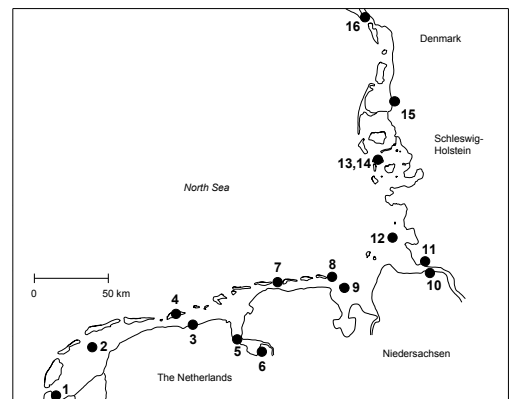 16
Denmark
15
Schleswig-
Holstein
13,14
North Sea
12
11
10
7
8
9
0
50 km
4
3
5
6
2
Niedersachsen
The Netherlands
1